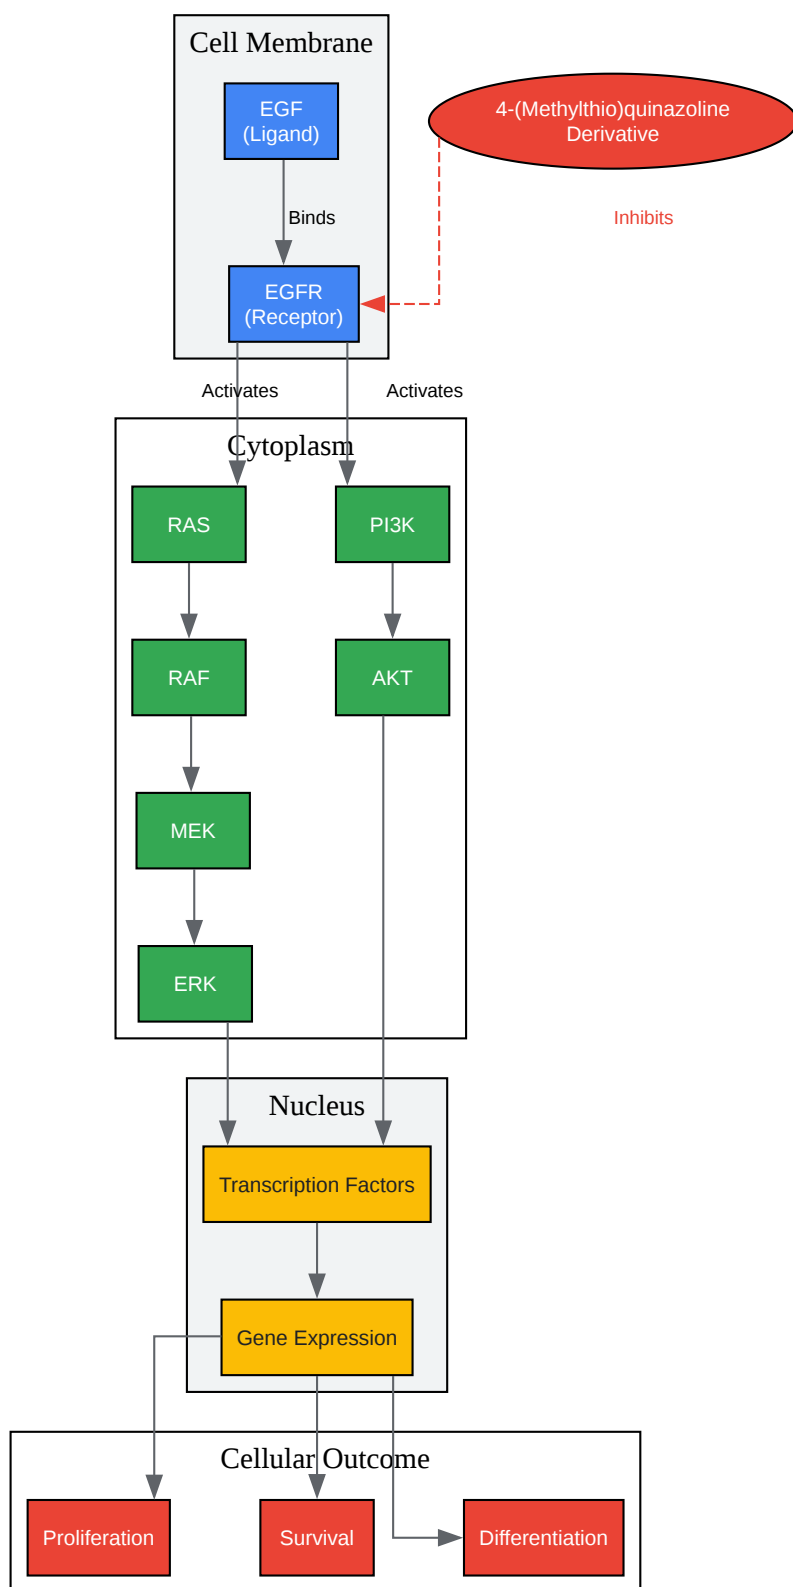 Cell Membrane
EGF
(Ligand)
4-(Methylthio)quinazoline
Derivative
Binds
Inhibits
EGFR
(Receptor)
Activates
Activates
Cytoplasm
RAS
PI3K
RAF
AKT
MEK
ERK
Nucleus
Transcription Factors
Gene Expression
Cellular Outcome
Proliferation
Survival
Differentiation